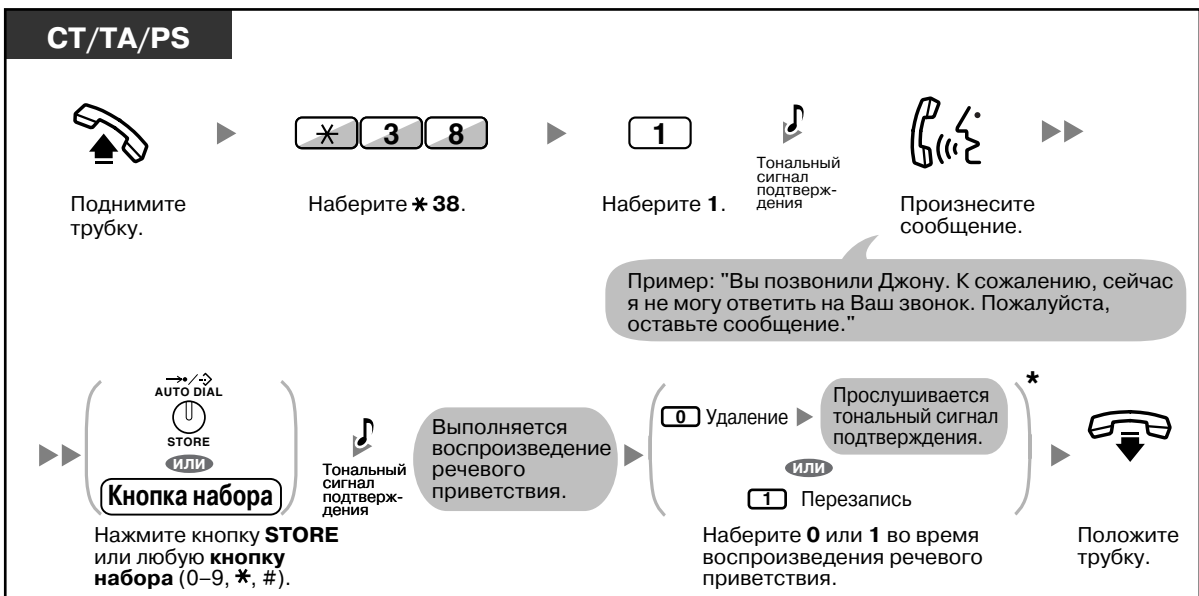 CT/TA/PS
Поднимите
трубку.
✳ 3 8
Наберите ✳ 38.
1
Наберите 1.
Тональный
сигнал
подтверж-
дения
Произнесите
сообщение.
Пример: "Вы позвонили Джону. К сожалению, сейчас
я не могу ответить на Ваш звонок. Пожалуйста,
оставьте сообщение."
AUTO DIAL
STORE
или
Кнопка набора
Нажмите кнопку STORE
или любую кнопку
набора (0–9, ✳, #).
Тональный
сигнал
подтверж-
дения
Выполняется
воспроизведение
речевого
приветствия.
0 Удаление
Прослушивается
тональный сигнал
подтверждения.
или
1 Перезапись
*
Наберите 0 или 1 во время
воспроизведения речевого
приветствия.
Положите
трубку.